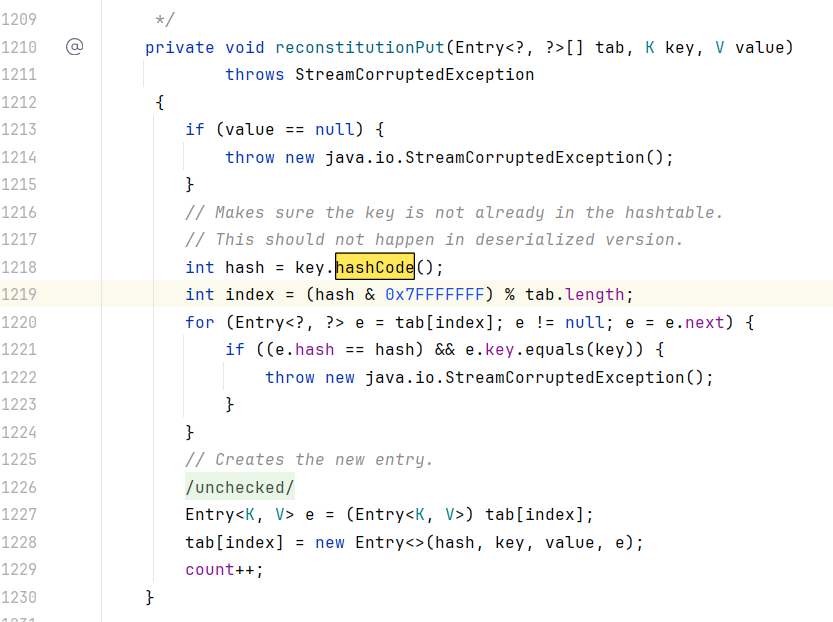 1209 */
1210 @ private void reconstitutionPut(Entry<?, ?>[] tab, K key, V value)
1211 throws StreamCorruptedException
1212 {
1213 if (value == null) {
1214 throw new java.io.StreamCorruptedException();
1215 }
1216 // Makes sure the key is not already in the hashtable.
1217 // This should not happen in deserialized version.
1218 int hash = key.hashCode();
1219 int index = (hash & 0x7FFFFFFF) % tab.length;
1220 for (Entry<?, ?> e = tab[index]; e != null; e = e.next) {
1221 if ((e.hash == hash) && e.key.equals(key)) {
1222 throw new java.io.StreamCorruptedException();
1223 }
1224 }
1225 // Creates the new entry.
1226 /unchecked/
1227 Entry<K, V> e = (Entry<K, V>) tab[index];
1228 tab[index] = new Entry<>(hash, key, value, e);
1229 count++;
1230 }